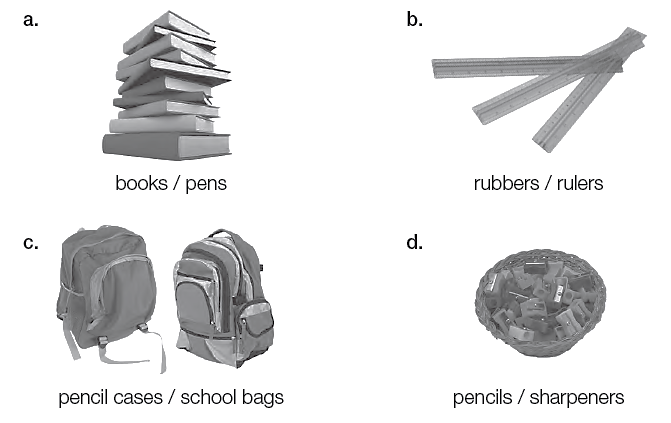 a.
books / pens
b.
rubbers / rulers
c.
pencil cases / school bags
d.
pencils / sharpeners